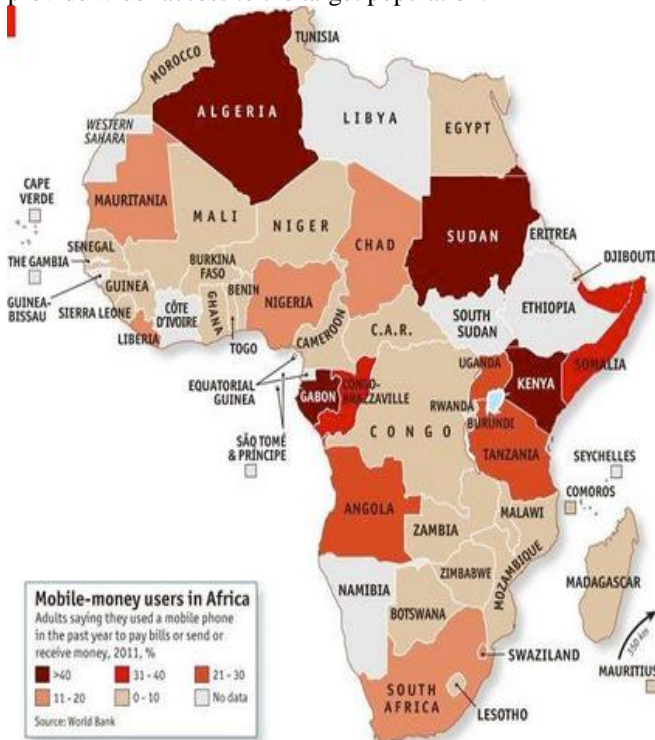 TUNISIA
MOROCCO
ALGERIA
LIBYA
EGYPT
WESTERN
SAHARA
CAPE
VERDE
MAURITANIA
MALI
NIGER
CHAD
SUDAN
ERITREA
DJIBOUTI
SENEGAL
THE GAMBIA
GUINEA-
BISSAU
GUINEA
SIERRA LEONE
LIBERIA
CÔTE
D'IVOIRE
BURKINA
FASO
GHANA
BENIN
TOGO
NIGERIA
CAMEROON
C.A.R.
SOUTH
SUDAN
ETHIOPIA
SOMALIA
UGANDA
KENYA
EQUATORIAL
GUINEA
GABON
CONGO-
BRAZZAVILLE
CONGO
RWANDA
BURUNDI
TANZANIA
SÃO TOMÉ
& PRÍNCIPE
SEYCHELLES
COMOROS
ANGOLA
ZAMBIA
MALAWI
MOZAMBIQUE
ZIMBABWE
MADAGASCAR
NAMIBIA
BOTSWANA
SWAZILAND
350 km
MAURITIUS
SOUTH
AFRICA
LESOTHO
Mobile-money users in Africa
Adults saying they used a mobile phone
in the past year to pay bills or send or
receive money, 2011, %
>40 31 - 40 21 - 30
11 - 20 0 - 10 No data
Source: World Bank